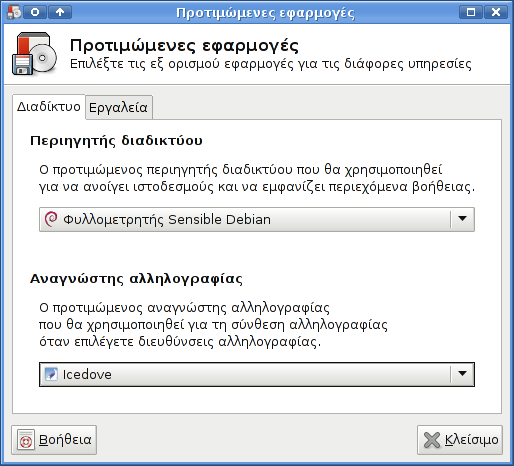 Προτιμώμενες εφαρμογές
Προτιμώμενες εφαρμογές
Επιλέξτε τις εξ ορισμού εφαρμογές για τις διάφορες υπηρεσίες
Διαδίκτυο Εργαλεία
Περιηγητής διαδικτύου
Ο προτιμώμενος περιηγητής διαδικτύου που θα χρησιμοποιηθεί
για να ανοίγει ιστοδεσμούς και να εμφανίζει περιεχόμενα βοήθειας.
Φυλλομετρητής Sensible Debian
Αναγνώστης αλληλογραφίας
Ο προτιμώμενος αναγνώστης αλληλογραφίας
που θα χρησιμοποιηθεί για τη σύνθεση αλληλογραφίας
όταν επιλέγετε διευθύνσεις αλληλογραφίας.
Icedove
Βοήθεια Κλείσιμο